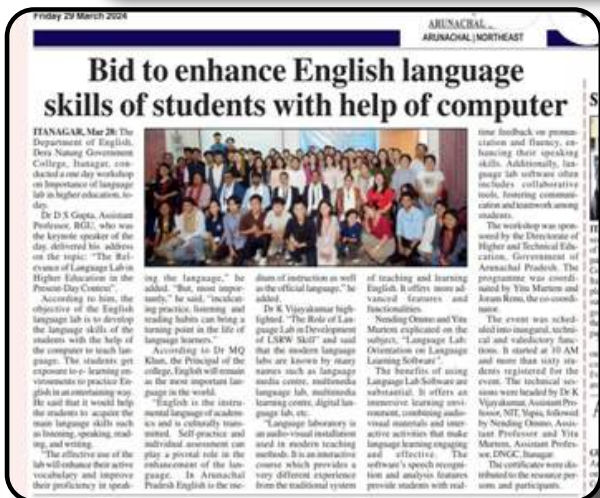 Friday 29 March 2024
ARUNACHAL
ARUNACHAL | NORTHEAST
Bid to enhance English language
skills of students with help of computer
ITANAGAR, Mar 28: The
Department of English,
Dera Natung Government
College, Itanagar, con-
ducted a one day workshop
on Importance of language
lab in higher education, to-
day.
Dr D S Gupta, Assistant
Professor, RGU, who was
the keynote speaker of the
day, delivered his address
on the topic: "The Rel-
evance of Language Lab in
Higher Education in the
Present-Day Context".
According to him, the
objective of the English
language lab is to develop
the language skills of the
students with the help of
the computer to teach lan-
guage. The students get
exposure to e- learning en-
vironments to practice En-
glish in an entertaining way.
He said that it would help
the students to acquire the
main language skills such
as listening, speaking, read-
ing, and writing.
"The effective use of the
lab will enhance their active
vocabulary and improve
their proficiency in speak-
ing the language," he
added. "But, most impor-
tantly," he said, "inculcat-
ing practice, listening and
reading habits can bring a
turning point in the life of
language learners."
According to Dr MQ
Khan, the Principal of the
college, English will remain
as the most important lan-
guage in the world.
"English is the instru-
mental language of academ-
ics and is culturally trans-
mitted. Self-practice and
individual assessment can
play a pivotal role in the
enhancement of the lan-
guage. In Arunachal
Pradesh English is the me-
dium of instruction as well
as the official language," he
added.
Dr K Vijayakumar high-
lighted, "The Role of Lan-
guage Lab in Development
of LSRW Skill" and said
that the modern language
labs are known by many
names such as language
media centre, multimedia
language lab, multimedia
learning centre, digital lan-
guage lab, etc.
"Language laboratory is
an audio-visual installation
used in modern teaching
methods. It is an interactive
course which provides a
very different experience
from the traditional system
of teaching and learning
English. It offers more ad-
vanced features and
functionalities.
Nending Ommo and Yitu
Murtem explicated on the
subject, "Language Lab:
Orientation on Language
Learning Software".
The benefits of using
Language Lab Software are
substantial. It offers an
immersive learning envi-
ronment, combining audio-
visual materials and inter-
active activities that make
language learning engaging
and effective. The
software's speech recogni-
tion and analysis features
provide students with real-
time feedback on pronun-
ciation and fluency, en-
hancing their speaking
skills. Additionally, lan-
guage lab software often
includes collaborative
tools, fostering communi-
cation and teamwork among
students.
The workshop was spon-
sored by the Directorate of
Higher and Technical Edu-
cation, Government of
Arunachal Pradesh. The
programme was coordi-
nated by Yitu Murtem and
Joram Reno, the co-coordi-
nator.
The event was sched-
uled into inaugural, techni-
cal and valedictory func-
tions. It started at 10 AM
and more than sixty stu-
dents registered for the
event. The technical ses-
sions were headed by Dr K
Vijyakumar, Assistant Pro-
fessor, NIT, Yupia, followed
by Nending Ommo, Assis-
tant Professor and Yitu
Murtem, Assistant Profes-
sor, DNGC, Itanagar.
The certificates were dis-
tributed to the resource per-
sons and participants.